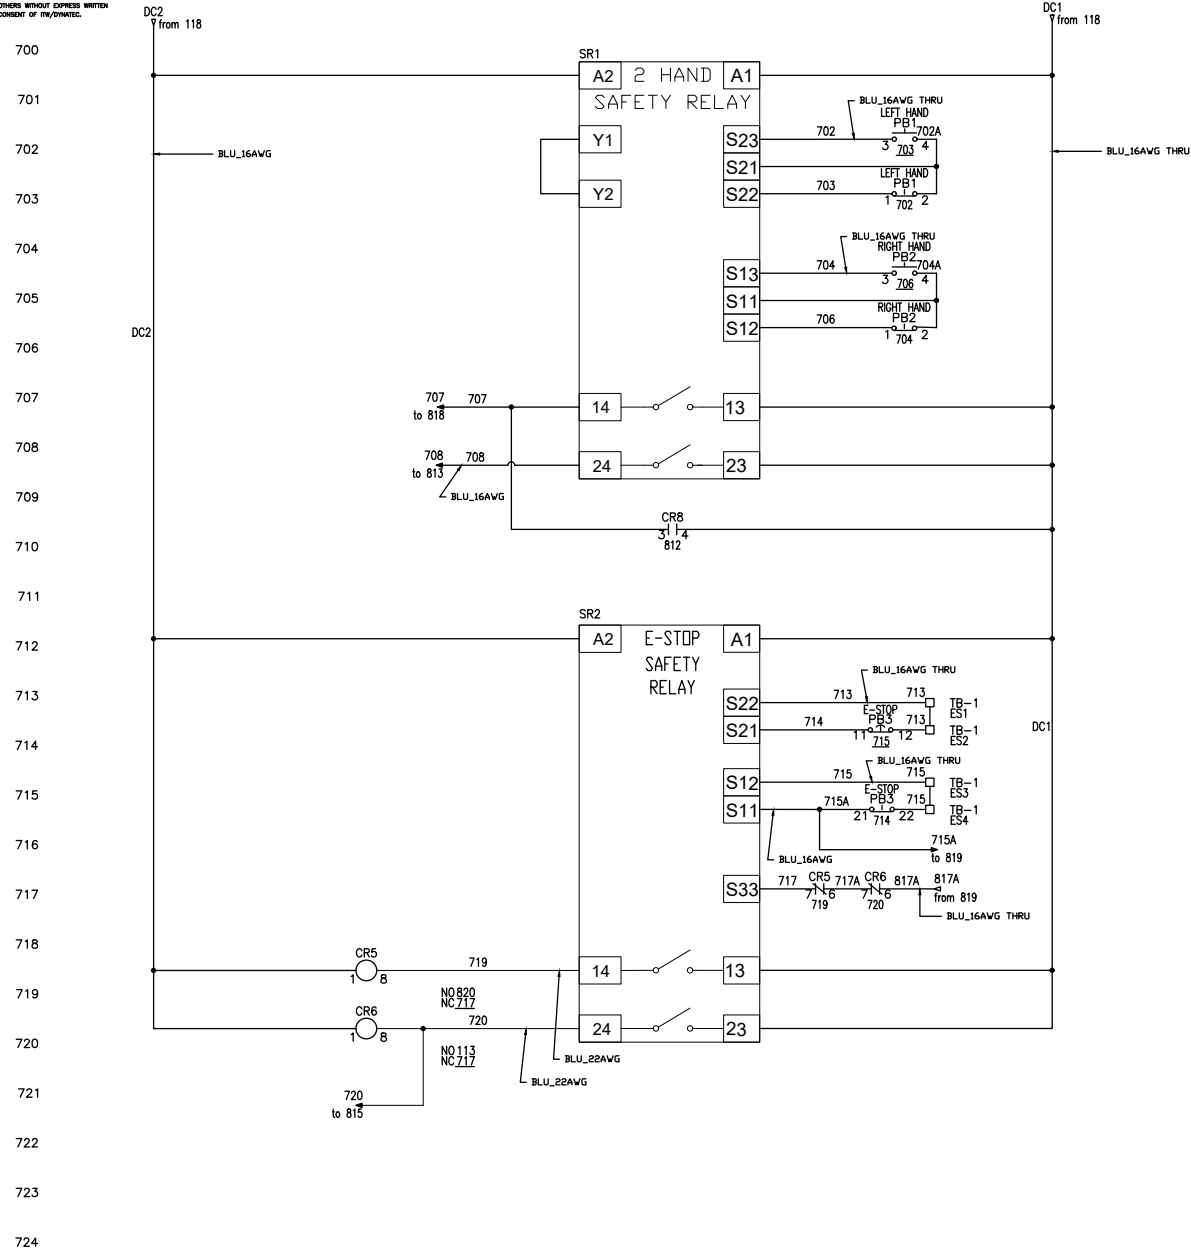 OTHERS WITHOUT EXPRESS WRITTEN
CONSENT OF ITW/DYNATEC.
DC2
from 118
DC1
from 118
700
SR1
A2 2 HAND A1
SAFETY RELAY
701
BLU_16AWG THRU
LEFT HAND
PB1
Y1 S23 702 3 4 702A
703
702
BLU_16AWG
S21
BLU_16AWG THRU
LEFT HAND
PB1
Y2 S22 703 1 2
702
703
704
BLU_16AWG THRU
RIGHT HAND
PB2
S13 704 3 4 704A
706
705
S11
RIGHT HAND
PB2
DC2
S12 706 1 2
704
706
707
707 707
to 818
14 13
708
708 708
to 813
24 23
709
BLU_16AWG
CR8
3 4
812
710
711
SR2
712
A2 E-STOP A1
SAFETY
RELAY
713
BLU_16AWG THRU
S22 713 713 TB-1
ES1
E-STOP
PB3
S21 714 11 12 713 TB-1
ES2
715
DC1
714
BLU_16AWG THRU
S12 715 715 TB-1
ES3
E-STOP
PB3
715
S11 715A 21 22 715 TB-1
ES4
714
716
715A
to 819
BLU_16AWG
717
S33 717 CR5 717A CR6 817A 817A
7 6 7 6
719 720
from 819
BLU_16AWG THRU
718
CR5
1 8 719 14 13
719
NO 820
NC 717
CR6
1 8 720 24 23
720
NO 113
NC 717
BLU_22AWG
BLU_22AWG
721
720
to 815
722
723
724